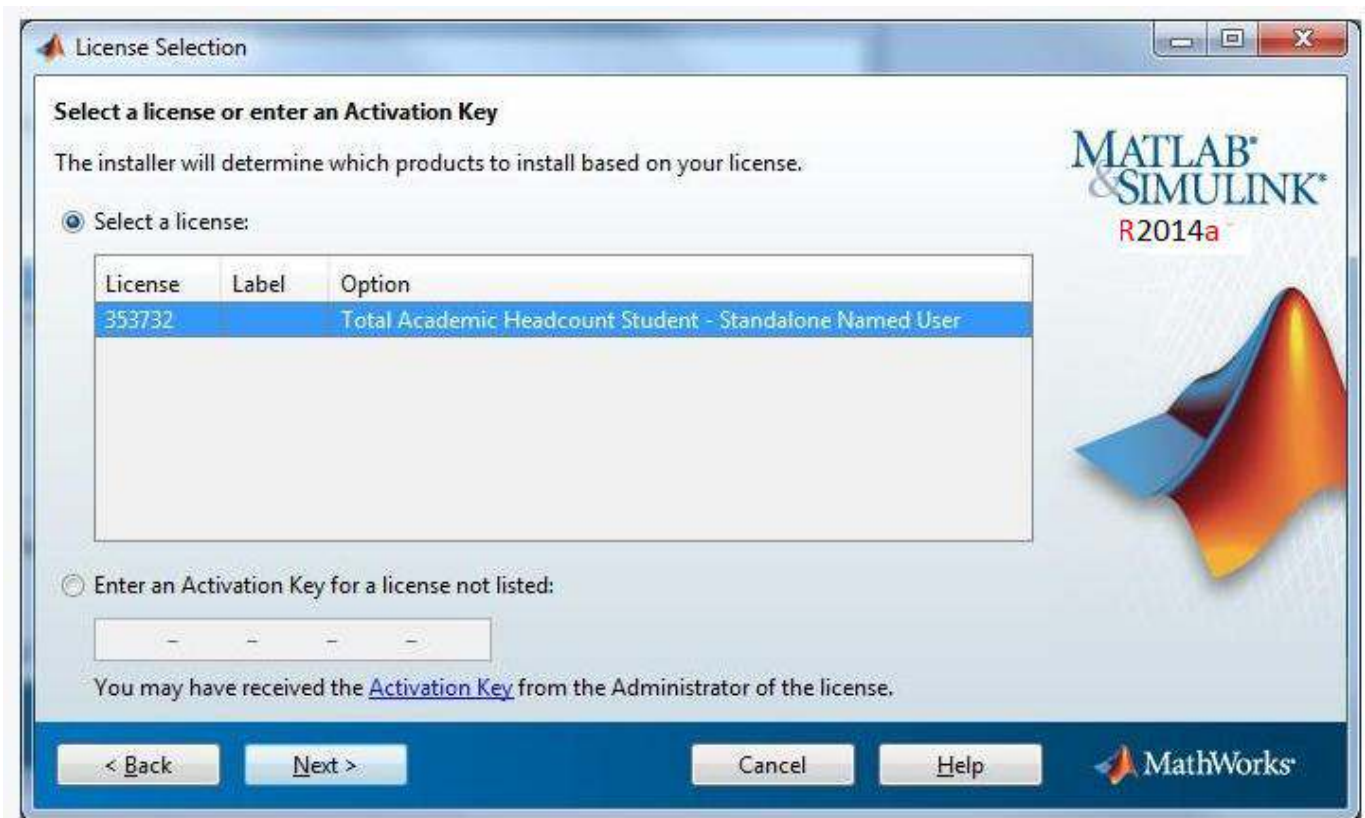 License Selection
Select a license or enter an Activation Key
The installer will determine which products to install based on your license.
MATLAB®
&SIMULINK®
R2014a
Select a license:
License Label Option
353732 Total Academic Headcount Student - Standalone Named User
Enter an Activation Key for a license not listed:
- - - -
You may have received the Activation Key from the Administrator of the license.
< Back Next > Cancel Help MathWorks®